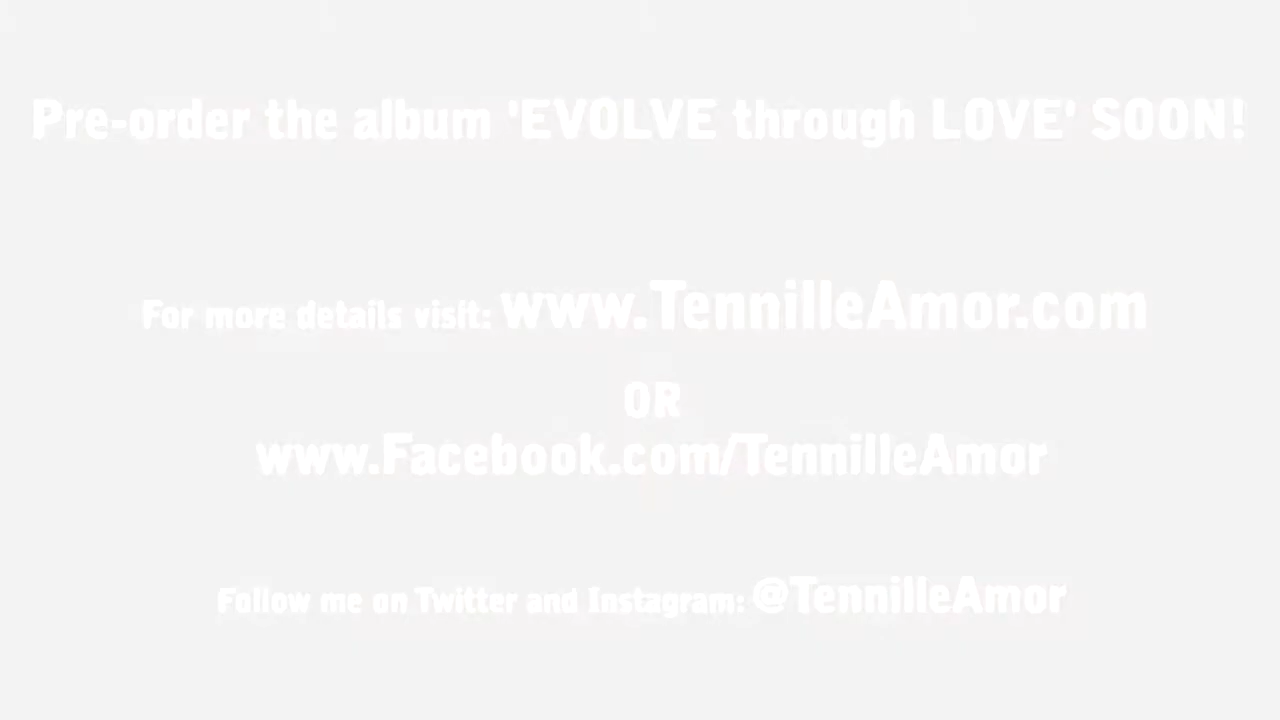 Pre-order the album 'EVOLVE through LOVE' SOON!
For more details visit: www.TennilleAmor.com
OR
www.Facebook.com/TennilleAmor
Follow me on Twitter and Instagram: @TennilleAmor